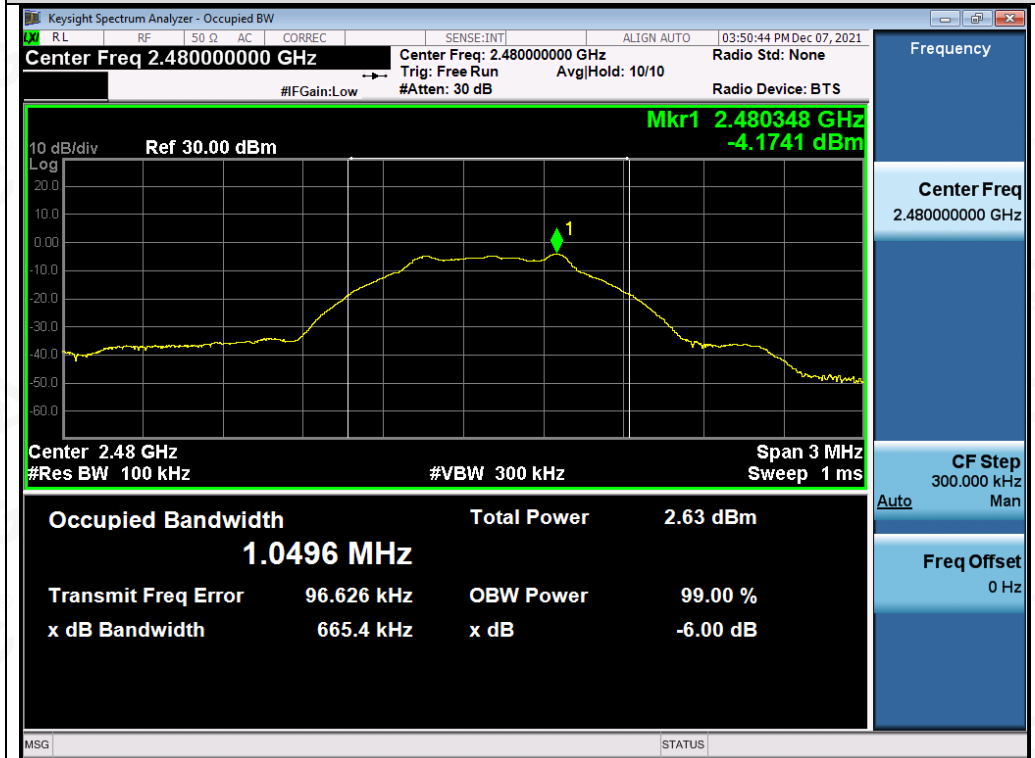 Keysight Spectrum Analyzer - Occupied BW
LXI RL RF 50 Ω AC CORREC SENSE:INT ALIGN AUTO 03:50:44 PM Dec 07, 2021
Center Freq 2.480000000 GHz
Center Freq: 2.480000000 GHz Radio Std: None
Trig: Free Run Avg|Hold: 10/10
#IFGain:Low #Atten: 30 dB Radio Device: BTS
Mkr1 2.480348 GHz
-4.1741 dBm
10 dB/div Ref 30.00 dBm
Log
20.0
10.0
0.00
-10.0
-20.0
-30.0
-40.0
-50.0
-60.0
1
Center 2.48 GHz Span 3 MHz
#Res BW 100 kHz #VBW 300 kHz Sweep 1 ms
Occupied Bandwidth Total Power 2.63 dBm
1.0496 MHz
Transmit Freq Error 96.626 kHz OBW Power 99.00 %
x dB Bandwidth 665.4 kHz x dB -6.00 dB
Frequency
Center Freq
2.480000000 GHz
CF Step
300.000 kHz
Auto Man
Freq Offset
0 Hz
MSG STATUS